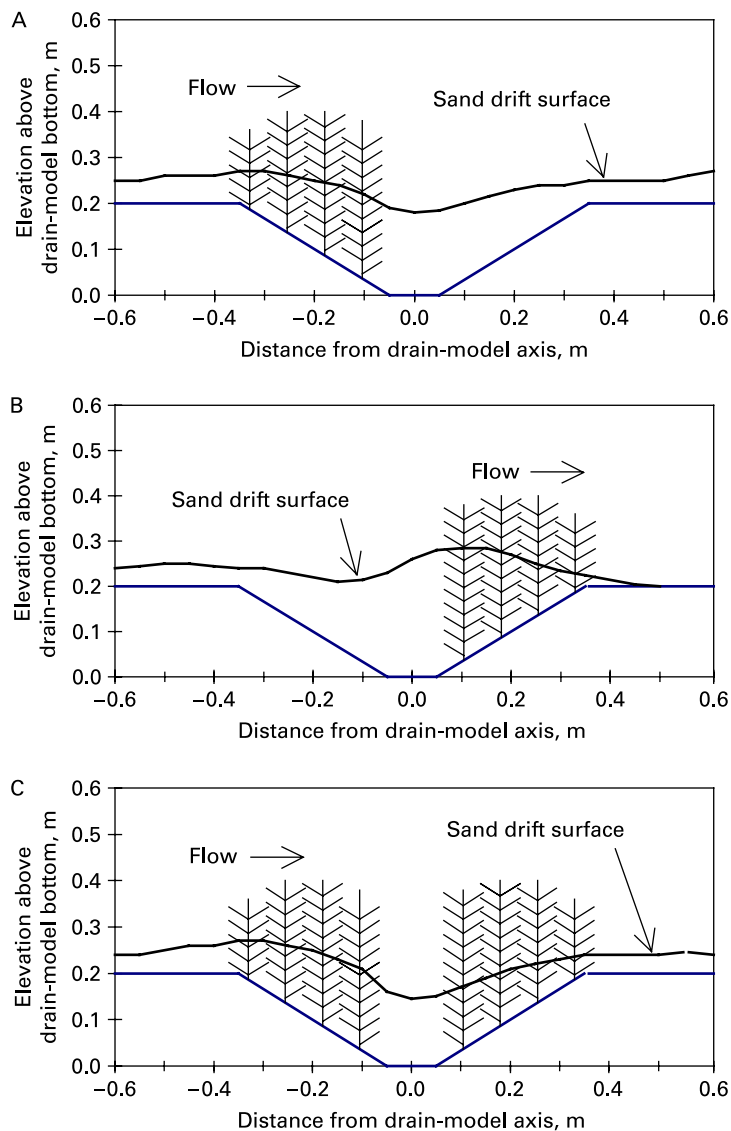 A
Elevation above
drain-model bottom, m
0.6
0.5
0.4
0.3
0.2
0.1
0.0
Flow
Sand drift surface
−0.6 −0.4 −0.2 0.0 0.2 0.4 0.6
Distance from drain-model axis, m
B
Elevation above
drain-model bottom, m
0.6
0.5
0.4
0.3
0.2
0.1
0.0
Flow
Sand drift surface
−0.6 −0.4 −0.2 0.0 0.2 0.4 0.6
Distance from drain-model axis, m
C
Elevation above
drain-model bottom, m
0.6
0.5
0.4
0.3
0.2
0.1
0.0
Sand drift surface
Flow
−0.6 −0.4 −0.2 0.0 0.2 0.4 0.6
Distance from drain-model axis, m